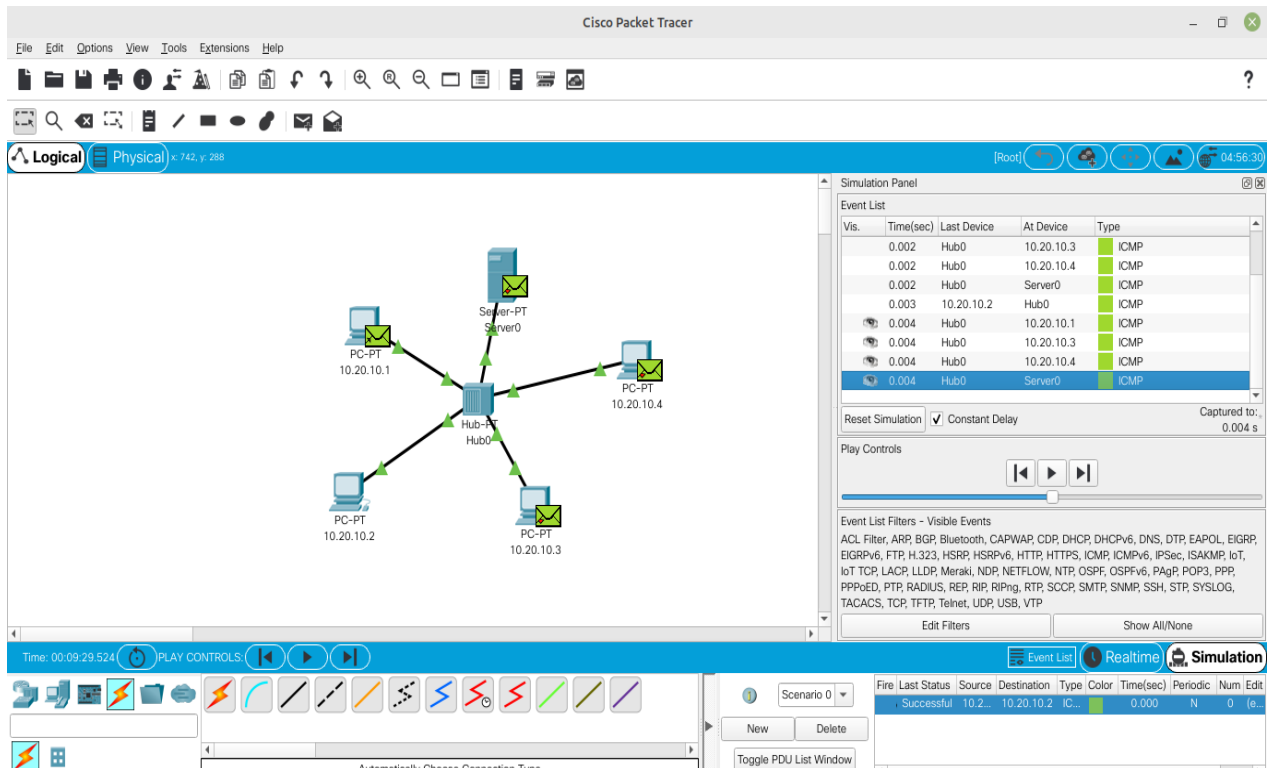 Cisco Packet Tracer
File Edit Options View Tools Extensions Help
?
Logical Physical x: 742, y: 288 [Root] 04:56:30
Simulation Panel
Event List
Vis. Time(sec) Last Device At Device Type
0.002 Hub0 10.20.10.3 ICMP
0.002 Hub0 10.20.10.4 ICMP
0.002 Hub0 Server0 ICMP
0.003 10.20.10.2 Hub0 ICMP
0.004 Hub0 10.20.10.1 ICMP
0.004 Hub0 10.20.10.3 ICMP
0.004 Hub0 10.20.10.4 ICMP
0.004 Hub0 Server0 ICMP
Reset Simulation Constant Delay Captured to:
0.004 s
Play Controls
Event List Filters - Visible Events
ACL Filter, ARP, BGP, Bluetooth, CAPWAP, CDP, DHCP, DHCPv6, DNS, DTP, EAPOL, EIGRP,
EIGRPv6, FTP, H.323, HSRP, HSRPv6, HTTP, HTTPS, ICMP, ICMPv6, IPSec, ISAKMP, IoT,
IoT TCP, LACP, LLDP, Meraki, NDP, NETFLOW, NTP, OSPF, OSPFv6, PAgP, POP3, PPP,
PPPoED, PTP, RADIUS, REP, RIP, RIPng, RTP, SCCP, SMTP, SNMP, SSH, STP, SYSLOG,
TACACS, TCP, TFTP, Telnet, UDP, USB, VTP
Edit Filters Show All/None
Server-PT
Server0
PC-PT
10.20.10.1
PC-PT
10.20.10.4
Hub-PT
Hub0
PC-PT
10.20.10.2
PC-PT
10.20.10.3
Time: 00:09:29.524 PLAY CONTROLS: Event List Realtime Simulation
Scenario 0
New Delete
Toggle PDU List Window
Fire Last Status Source Destination Type Color Time(sec) Periodic Num Edit
Successful 10.2... 10.20.10.2 IC... 0.000 N 0 (e...
Automatically Choose Connection Type